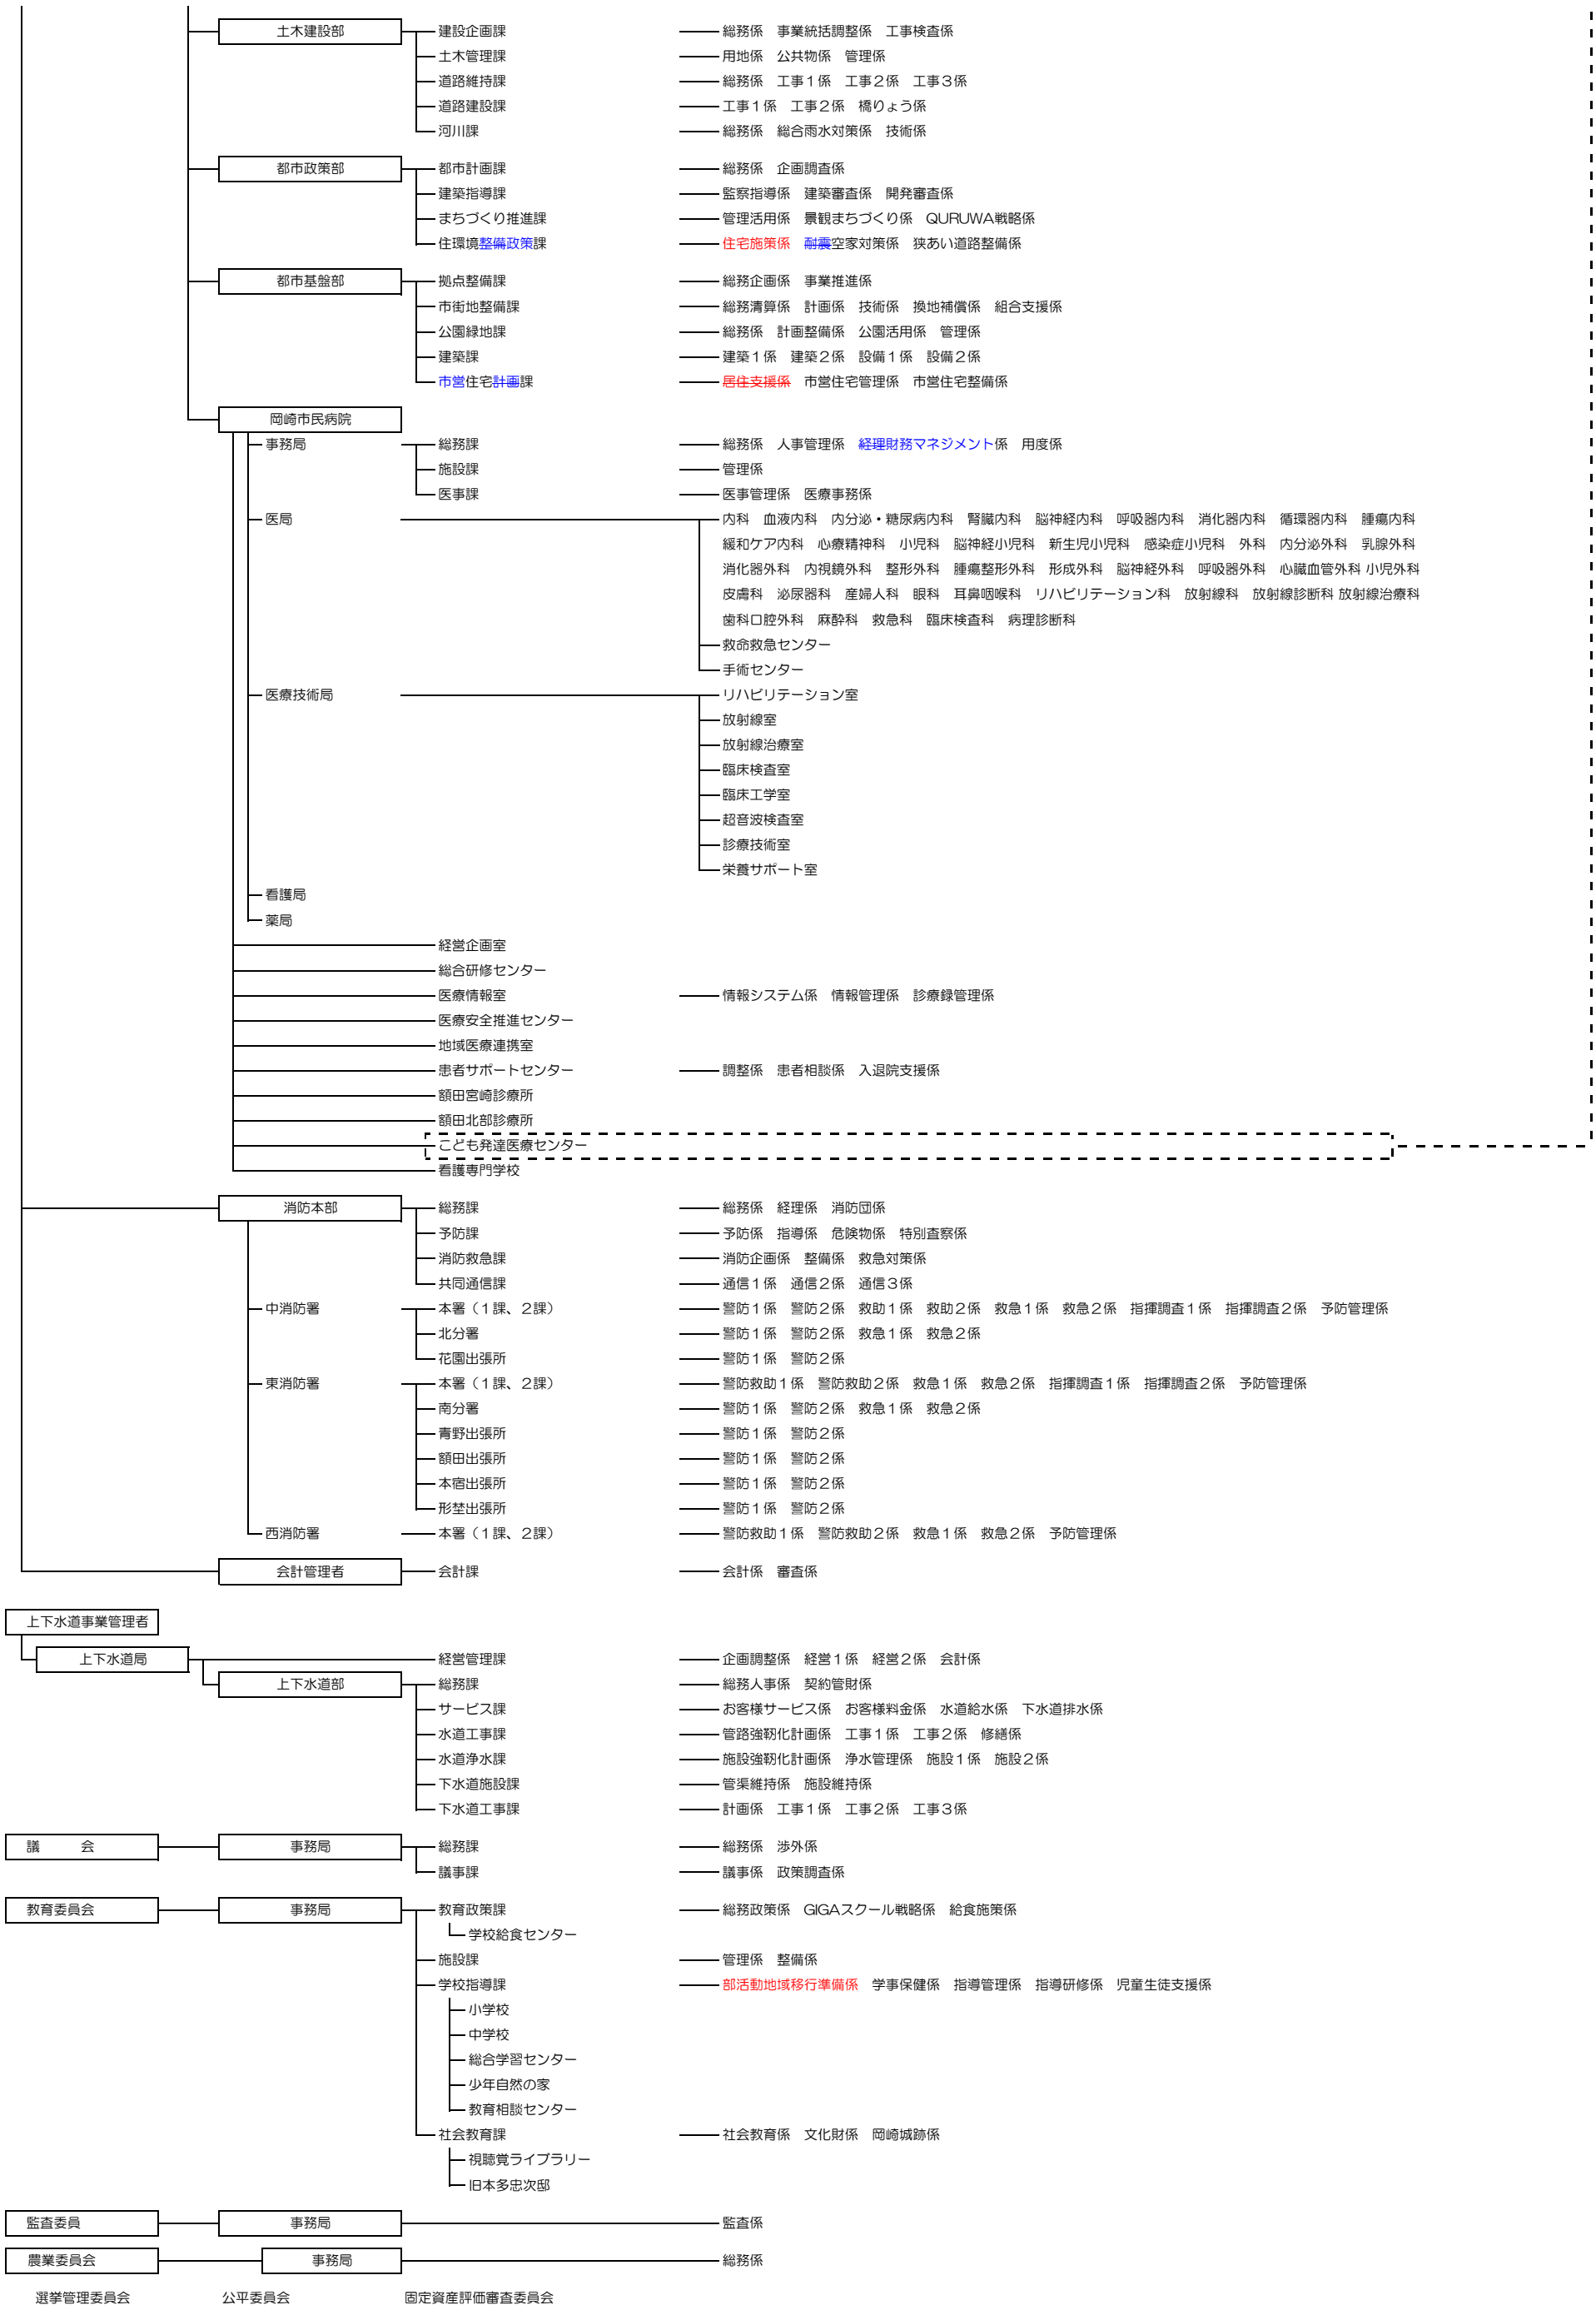 土木建設部 建設企画課 総務係 事業統括調整係 工事検査係
土木管理課 用地係 公共物係 管理係
道路維持課 総務係 工事１係 工事２係 工事３係
道路建設課 工事１係 工事２係 橋りょう係
河川課 総務係 総合雨水対策係 技術係
都市政策部 都市計画課 総務係 企画調査係
建築指導課 監察指導係 建築審査係 開発審査係
まちづくり推進課 管理活用係 景観まちづくり係 QURUWA戦略係
住環境整備政策課 住宅施策係 耐震空家対策係 狭あい道路整備係
都市基盤部 拠点整備課 総務企画係 事業推進係
市街地整備課 総務清算係 計画係 技術係 換地補償係 組合支援係
公園緑地課 総務係 計画整備係 公園活用係 管理係
建築課 建築１係 建築２係 設備１係 設備２係
市営住宅計画課 居住支援係 市営住宅管理係 市営住宅整備係
岡崎市民病院
事務局 総務課 総務係 人事管理係 経理財務マネジメント係 用度係
施設課 管理係
医事課 医事管理係 医療事務係
医局 内科 血液内科 内分泌・糖尿病内科 腎臓内科 脳神経内科 呼吸器内科 消化器内科 循環器内科 腫瘍内科
緩和ケア内科 心療精神科 小児科 脳神経小児科 新生児小児科 感染症小児科 外科 内分泌外科 乳腺外科
消化器外科 内視鏡外科 整形外科 腫瘍整形外科 形成外科 脳神経外科 呼吸器外科 心臓血管外科 小児外科
皮膚科 泌尿器科 産婦人科 眼科 耳鼻咽喉科 リハビリテーション科 放射線科 放射線診断科 放射線治療科
歯科口腔外科 麻酔科 救急科 臨床検査科 病理診断科
救命救急センター
手術センター
医療技術局 リハビリテーション室
放射線室
放射線治療室
臨床検査室
臨床工学室
超音波検査室
診療技術室
栄養サポート室
看護局
薬局
経営企画室
総合研修センター
医療情報室 情報システム係 情報管理係 診療録管理係
医療安全推進センター
地域医療連携室
患者サポートセンター 調整係 患者相談係 入退院支援係
額田宮崎診療所
額田北部診療所
こども発達医療センター
看護専門学校
消防本部 総務課 総務係 経理係 消防団係
予防課 予防係 指導係 危険物係 特別査察係
消防救急課 消防企画係 整備係 救急対策係
共同通信課 通信１係 通信２係 通信３係
中消防署 本署（１課、２課） 警防１係 警防２係 救助１係 救助２係 救急１係 救急２係 指揮調査１係 指揮調査２係 予防管理係
北分署 警防１係 警防２係 救急１係 救急２係
花園出張所 警防１係 警防２係
東消防署 本署（１課、２課） 警防救助１係 警防救助２係 救急１係 救急２係 指揮調査１係 指揮調査２係 予防管理係
南分署 警防１係 警防２係 救急１係 救急２係
青野出張所 警防１係 警防２係
額田出張所 警防１係 警防２係
本宿出張所 警防１係 警防２係
形埜出張所 警防１係 警防２係
西消防署 本署（１課、２課） 警防救助１係 警防救助２係 救急１係 救急２係 予防管理係
会計管理者 会計課 会計係 審査係
上下水道事業管理者
上下水道局 経営管理課 企画調整係 経営１係 経営２係 会計係
上下水道部 総務課 総務人事係 契約管財係
サービス課 お客様サービス係 お客様料金係 水道給水係 下水道排水係
水道工事課 管路強靭化計画係 工事１係 工事２係 修繕係
水道浄水課 施設強靭化計画係 浄水管理係 施設１係 施設２係
下水道施設課 管渠維持係 施設維持係
下水道工事課 計画係 工事１係 工事２係 工事３係
議　　会 事務局 総務課 総務係 渉外係
議事課 議事係 政策調査係
教育委員会 事務局 教育政策課 総務政策係 GIGAスクール戦略係 給食施策係
学校給食センター
施設課 管理係 整備係
学校指導課 部活動地域移行準備係 学事保健係 指導管理係 指導研修係 児童生徒支援係
小学校
中学校
総合学習センター
少年自然の家
教育相談センター
社会教育課 社会教育係 文化財係 岡崎城跡係
視聴覚ライブラリー
旧本多忠次邸
監査委員 事務局 監査係
農業委員会 事務局 総務係
選挙管理委員会 公平委員会 固定資産評価審査委員会